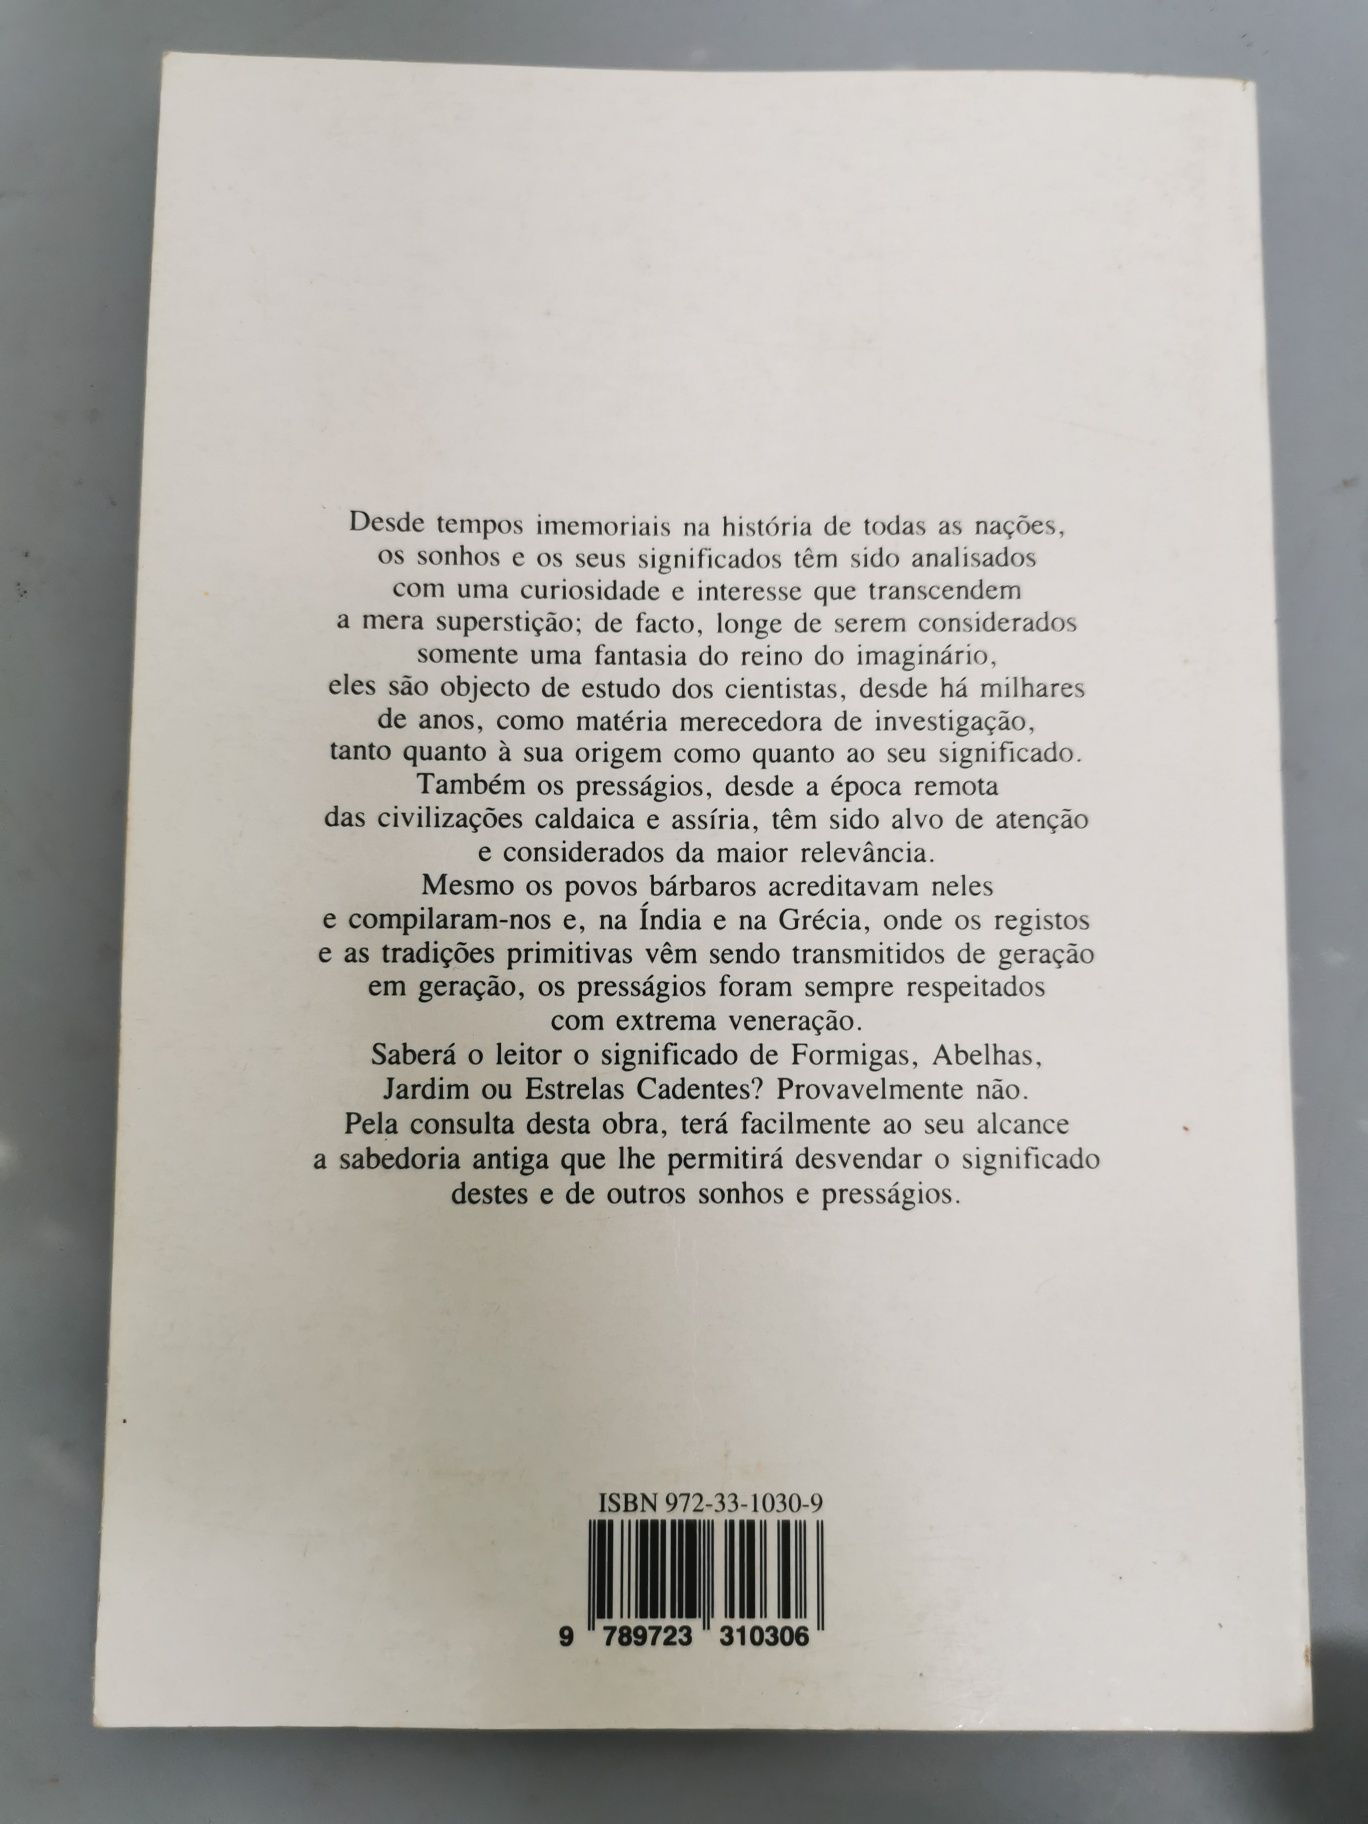 Desde tempos imemoriais na história de todas as nações,
os sonhos e os seus significados têm sido analisados
com uma curiosidade e interesse que transcendem
a mera superstição; de facto, longe de serem considerados
somente uma fantasia do reino do imaginário,
eles são objecto de estudo dos cientistas, desde há milhares
de anos, como matéria merecedora de investigação,
tanto quanto à sua origem como quanto ao seu significado.
Também os presságios, desde a época remota
das civilizações caldaica e assíria, têm sido alvo de atenção
e considerados da maior relevância.
Mesmo os povos bárbaros acreditavam neles
e compilaram-nos e, na Índia e na Grécia, onde os registos
e as tradições primitivas vêm sendo transmitidos de geração
em geração, os presságios foram sempre respeitados
com extrema veneração.
Saberá o leitor o significado de Formigas, Abelhas,
Jardim ou Estrelas Cadentes? Provavelmente não.
Pela consulta desta obra, terá facilmente ao seu alcance
a sabedoria antiga que lhe permitirá desvendar o significado
destes e de outros sonhos e presságios.
ISBN 972-33-1030-9
9 789723 310306